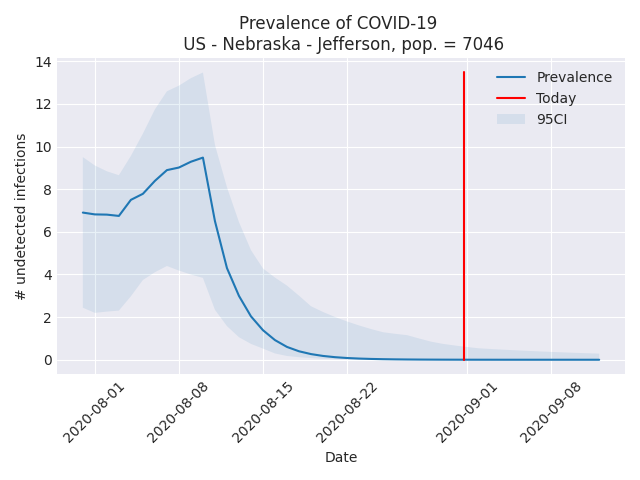 Prevalence of COVID-19
US - Nebraska - Jefferson, pop. = 7046
14
12
10
8
6
4
2
0
# undetected infections
Prevalence
Today
95CI
2020-08-01
2020-08-08
2020-08-15
2020-08-22
2020-09-01
2020-09-08
Date